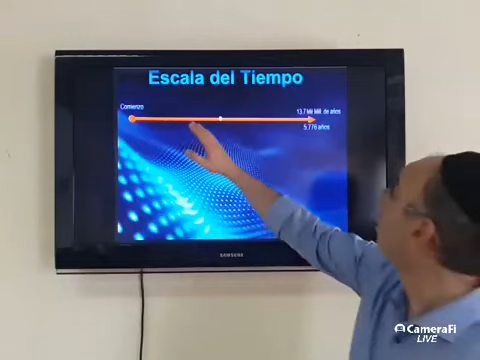 Escala del Tiempo
Comienzo
13.7 Mil Mill. de años
5.776 años
SAMSUNG
CameraFi
LIVE